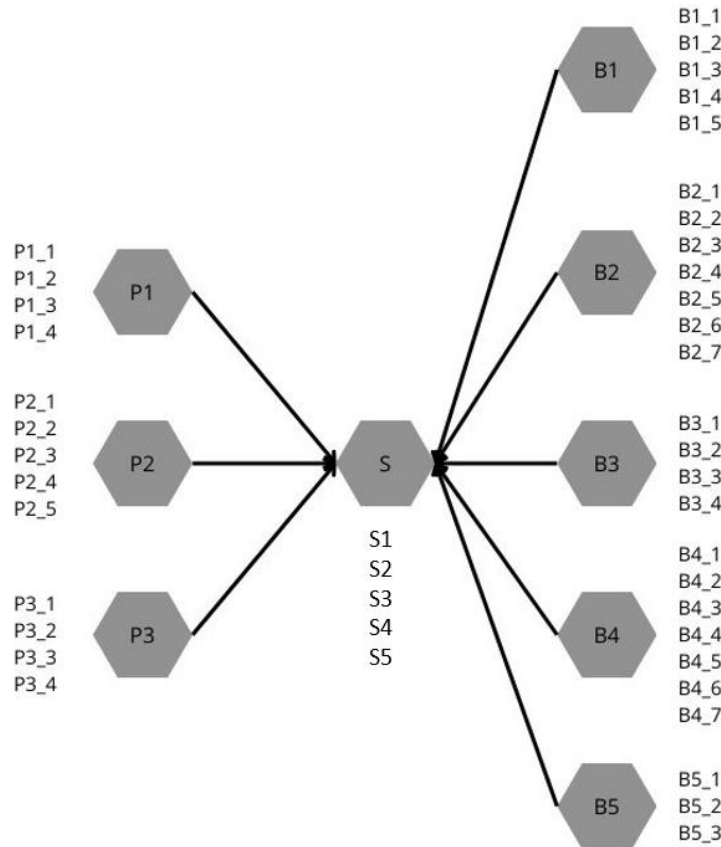 P1_1
P1_2
P1_3
P1_4
P1
P2_1
P2_2
P2_3
P2_4
P2_5
P2
P3_1
P3_2
P3_3
P3_4
P3
S
S1
S2
S3
S4
S5
B1
B1_1
B1_2
B1_3
B1_4
B1_5
B2
B2_1
B2_2
B2_3
B2_4
B2_5
B2_6
B2_7
B3
B3_1
B3_2
B3_3
B3_4
B4
B4_1
B4_2
B4_3
B4_4
B4_5
B4_6
B4_7
B5
B5_1
B5_2
B5_3